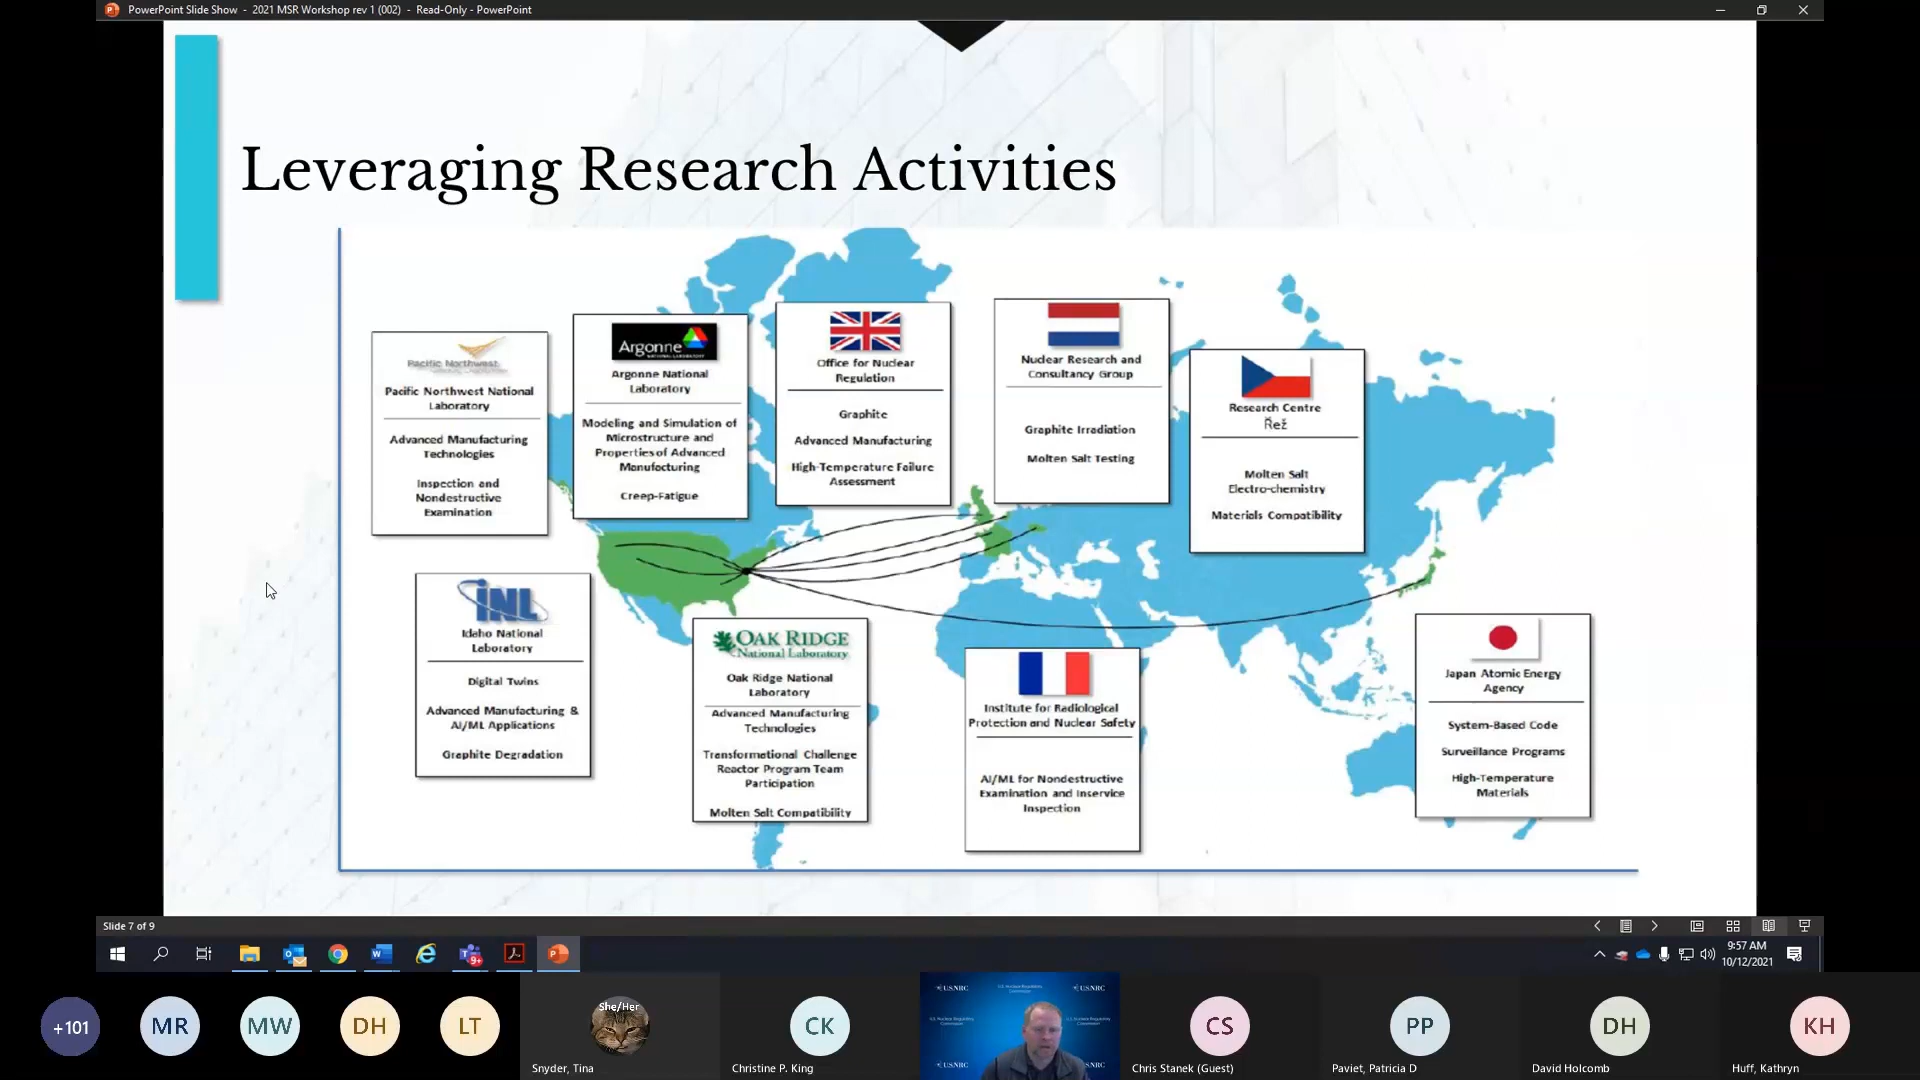 PowerPoint Slide Show - 2021 MSR Workshop rev 1 (002) - Read-Only - PowerPoint
Leveraging Research Activities
Pacific Northwest
Pacific Northwest National
Laboratory
Advanced Manufacturing
Technologies
Inspection and
Nondestructive
Examination
Argonne
NATIONAL LABORATORY
Argonne National
Laboratory
Modeling and Simulation of
Microstructure and
Properties of Advanced
Manufacturing
Creep-Fatigue
Office for Nuclear
Regulation
Graphite
Advanced Manufacturing
High-Temperature Failure
Assessment
Nuclear Research and
Consultancy Group
Graphite Irradiation
Molten Salt Testing
Research Centre
Řež
Molten Salt
Electro-chemistry
Materials Compatibility
INL
Idaho National
Laboratory
Digital Twins
Advanced Manufacturing &
AI/ML Applications
Graphite Degradation
OAK RIDGE
National Laboratory
Oak Ridge National
Laboratory
Advanced Manufacturing
Technologies
Transformational Challenge
Reactor Program Team
Participation
Molten Salt Compatibility
Institute for Radiological
Protection and Nuclear Safety
AI/ML for Nondestructive
Examination and Inservice
Inspection
Japan Atomic Energy
Agency
System-Based Code
Surveillance Programs
High-Temperature
Materials
Slide 7 of 9
9:57 AM
10/12/2021
9+
+101
MR
MW
DH
LT
She/Her
Snyder, Tina
CK
Christine P. King
U.S.NRC
U.S.NRC
U.S.NRC
CS
Chris Stanek (Guest)
PP
Paviet, Patricia D
DH
David Holcomb
KH
Huff, Kathryn